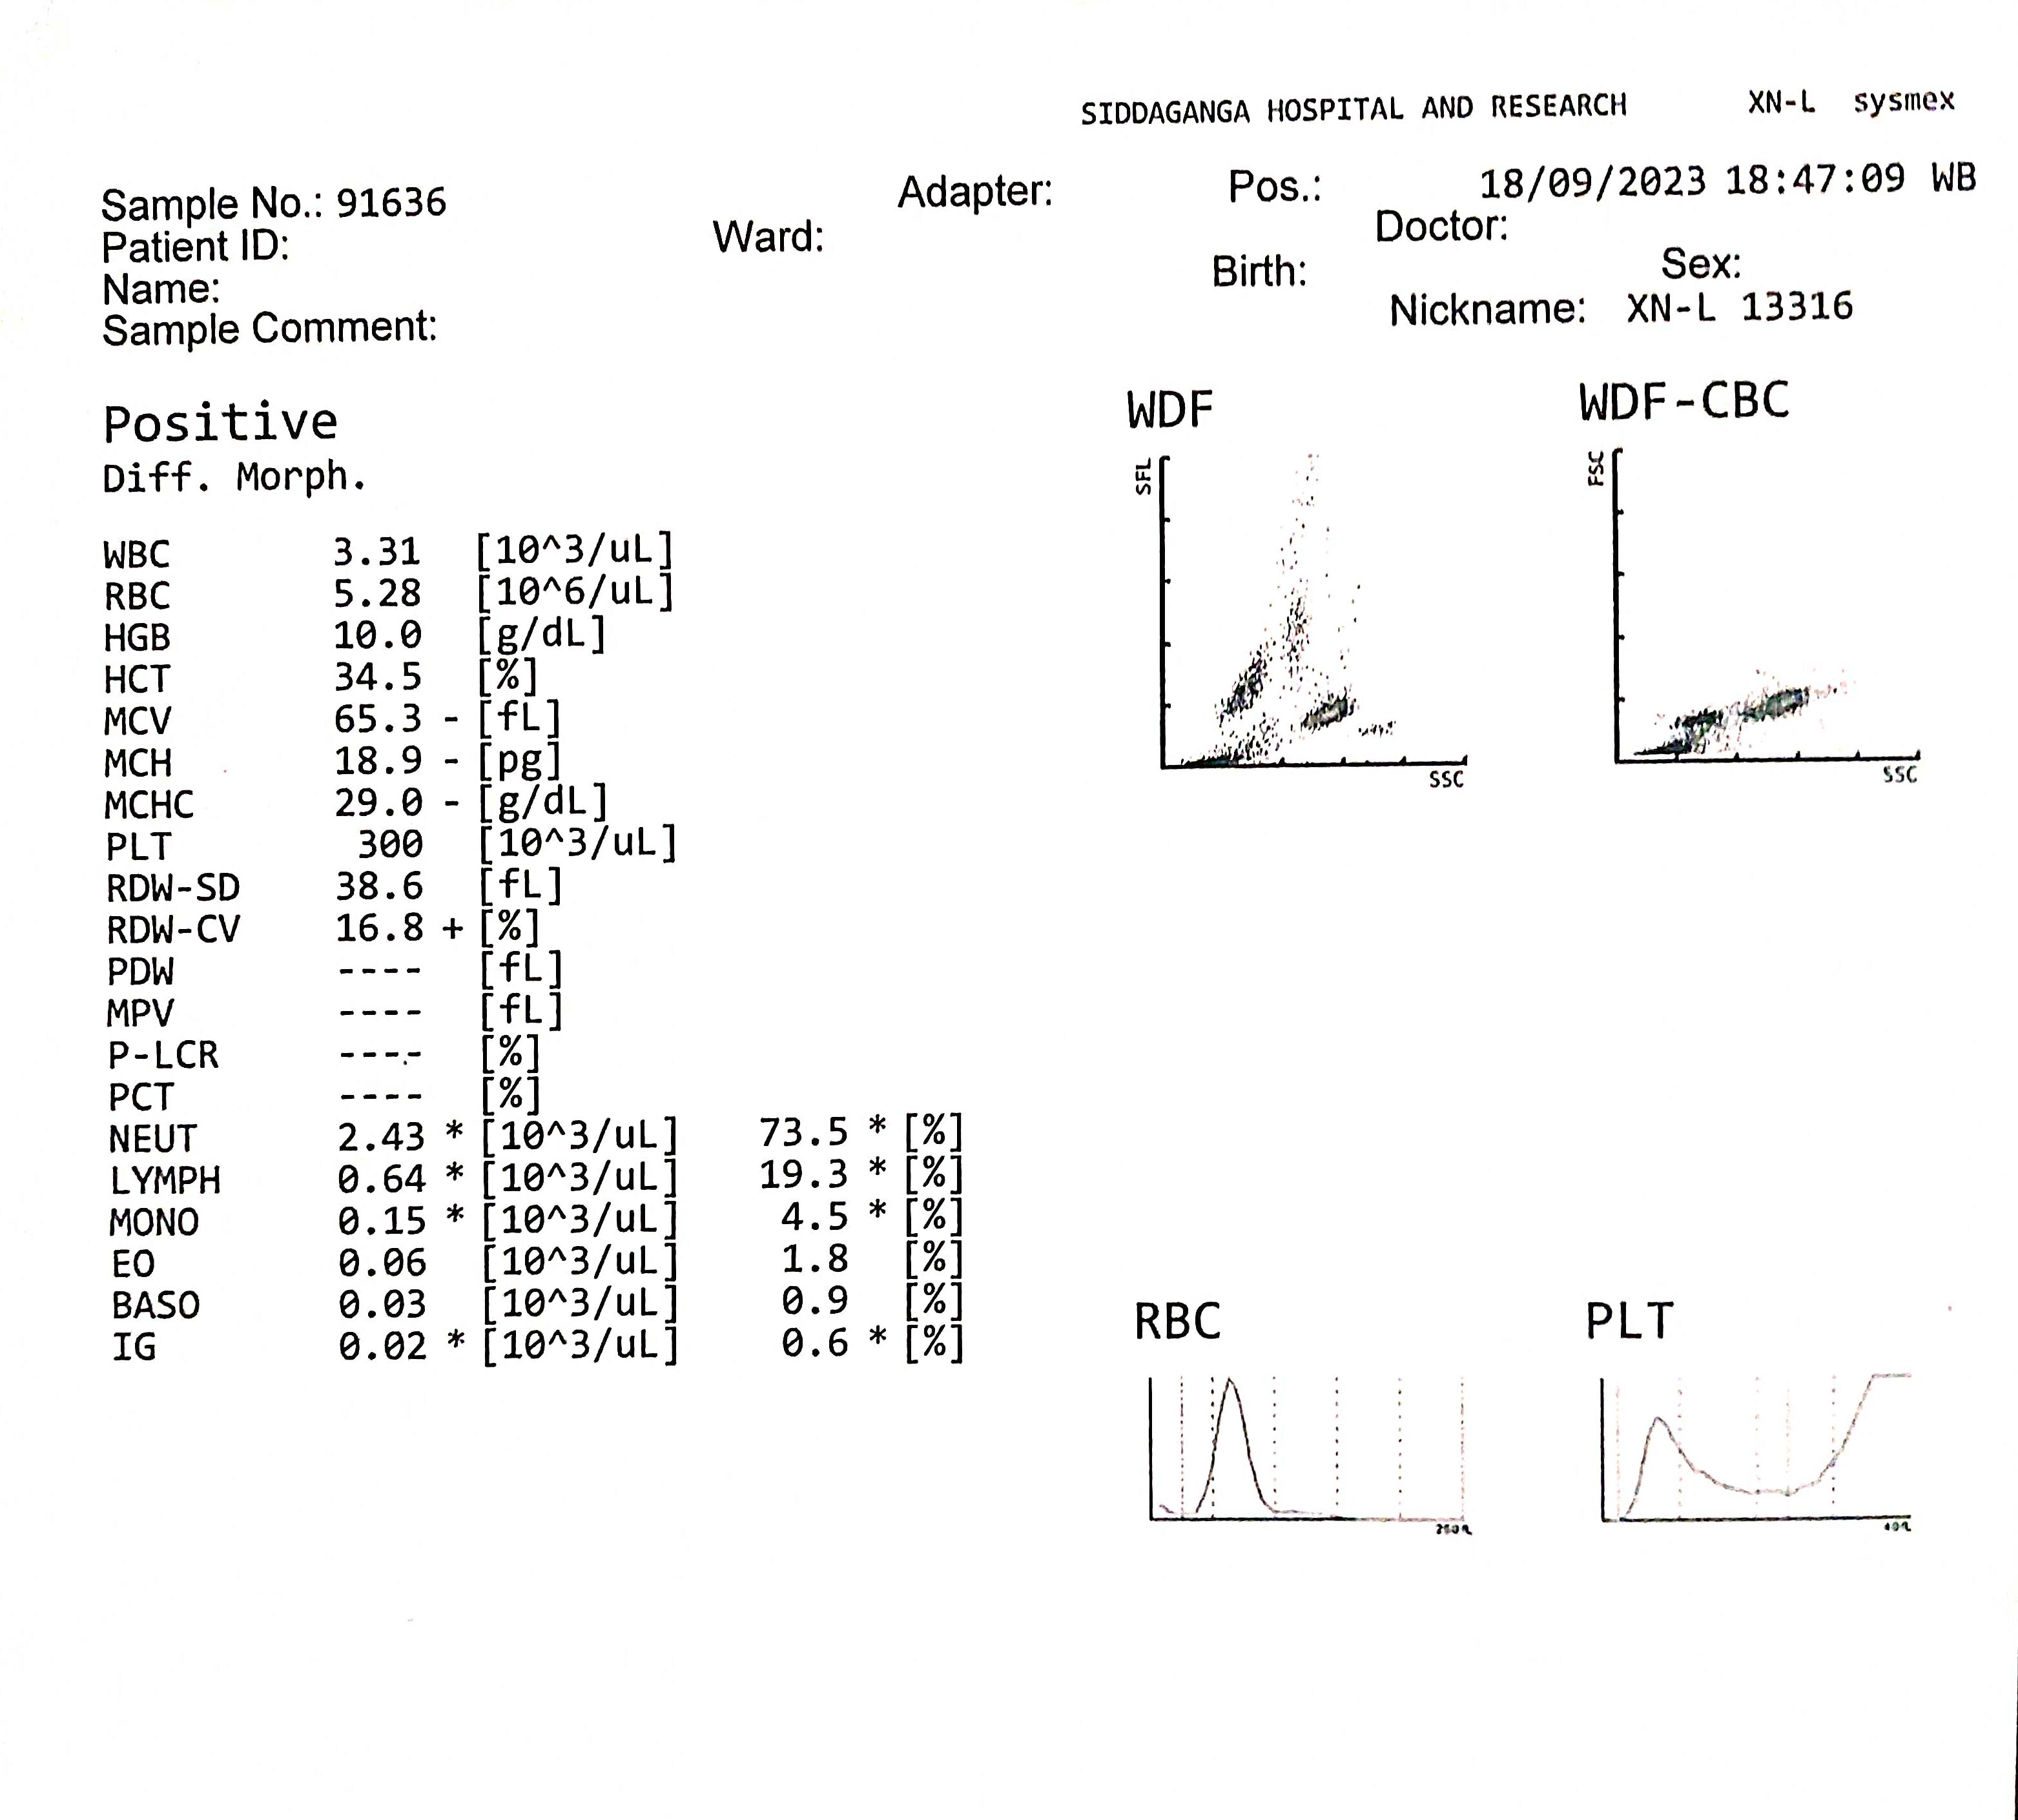 SIDDAGANGA HOSPITAL AND RESEARCH XN-L sysmex
Sample No.: 91636 Adapter: Pos.: 18/09/2023 18:47:09 WB
Patient ID: Ward: Doctor:
Name: Birth: Sex:
Sample Comment: Nickname: XN-L 13316
Positive
Diff. Morph.
WBC 3.31 [10^3/uL]
RBC 5.28 [10^6/uL]
HGB 10.0 [g/dL]
HCT 34.5 [%]
MCV 65.3 - [fL]
MCH 18.9 - [pg]
MCHC 29.0 - [g/dL]
PLT 300 [10^3/uL]
RDW-SD 38.6 [fL]
RDW-CV 16.8 + [%]
PDW ---- [fL]
MPV ---- [fL]
P-LCR ---- [%]
PCT ---- [%]
NEUT 2.43 * [10^3/uL] 73.5 * [%]
LYMPH 0.64 * [10^3/uL] 19.3 * [%]
MONO 0.15 * [10^3/uL] 4.5 * [%]
EO 0.06 [10^3/uL] 1.8 [%]
BASO 0.03 [10^3/uL] 0.9 [%]
IG 0.02 * [10^3/uL] 0.6 * [%]
WDF WDF-CBC
SFL FSC
SSC SSC
RBC PLT